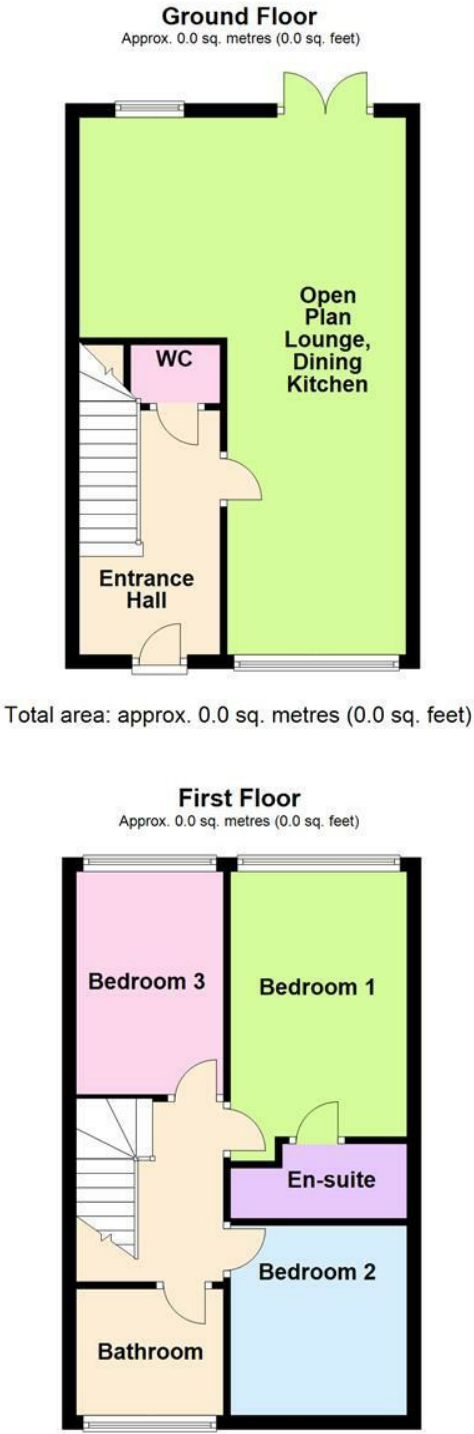 Ground Floor
Approx. 0.0 sq. metres (0.0 sq. feet)
Open
Plan
Lounge,
Dining
Kitchen
WC
Entrance
Hall
Total area: approx. 0.0 sq. metres (0.0 sq. feet)
First Floor
Approx. 0.0 sq. metres (0.0 sq. feet)
Bedroom 3
Bedroom 1
En-suite
Bedroom 2
Bathroom